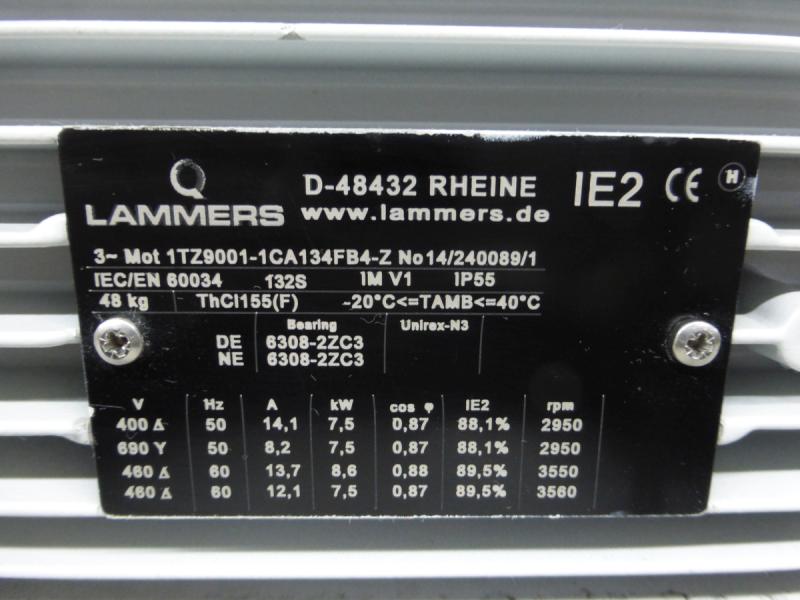 LAMMERS
D-48432 RHEINE
www.lammers.de
IE2 CE H
3~ Mot 1TZ9001-1CA134FB4-Z No14/240089/1
IEC/EN 60034 132S IM V1 IP55
48 kg ThCl155(F) -20°C<=TAMB<=40°C
Bearing Unirex-N3
DE 6308-2ZC3
NE 6308-2ZC3
V Hz A kW cos φ IE2 rpm
400 Δ 50 14,1 7,5 0,87 88,1% 2950
690 Y 50 8,2 7,5 0,87 88,1% 2950
460 Δ 60 13,7 8,6 0,88 89,5% 3550
460 Δ 60 12,1 7,5 0,87 89,5% 3560